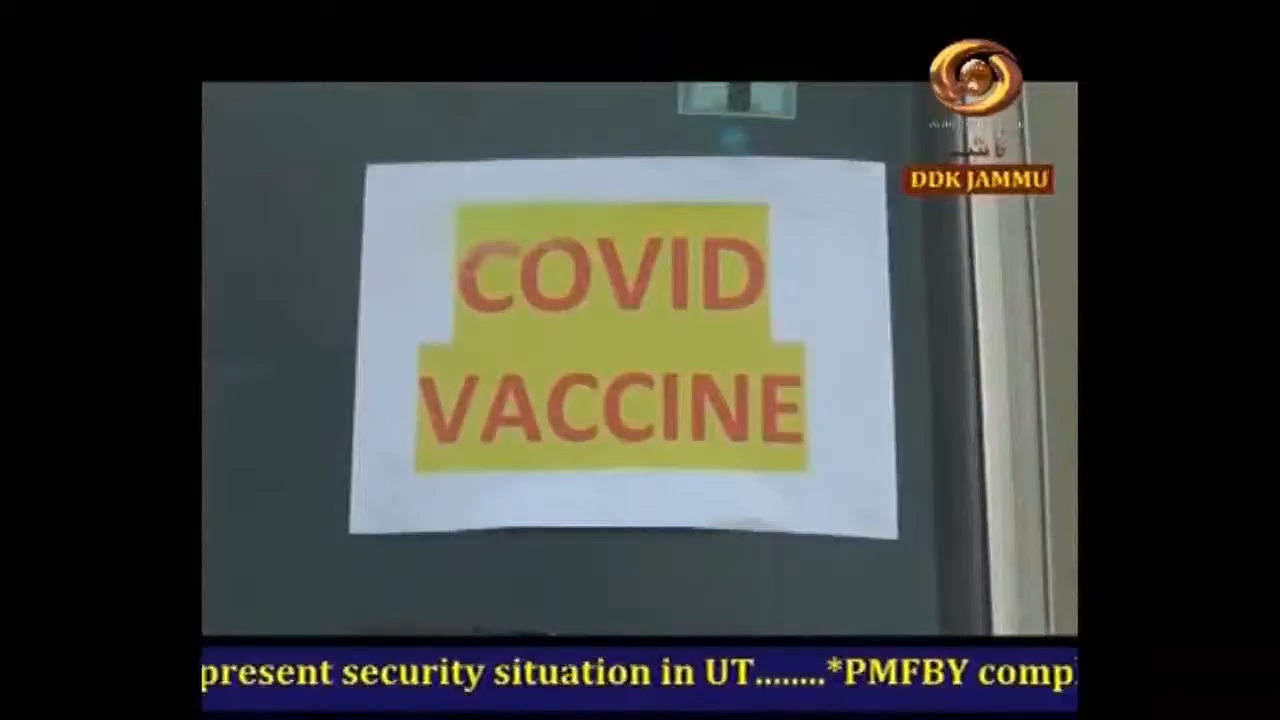 DDK JAMMU
COVID
VACCINE
present security situation in UT........*PMFBY comp